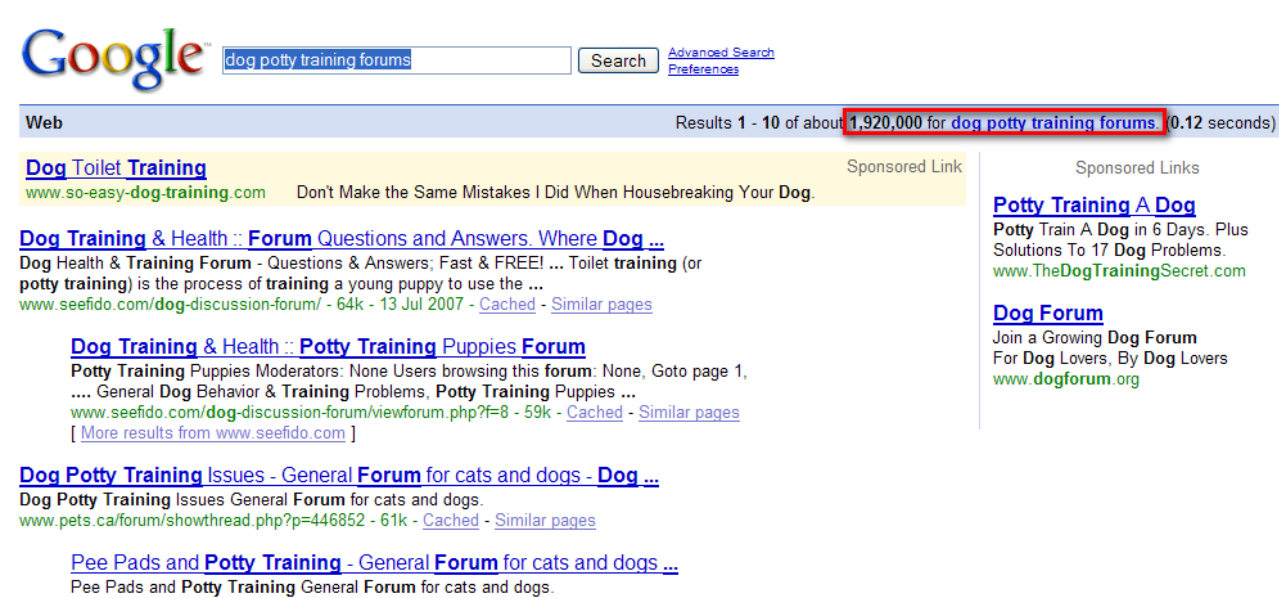 Google™ dog potty training forums Search Advanced Search
Preferences
Web Results 1 - 10 of about 1,920,000 for dog potty training forums. (0.12 seconds)
Dog Toilet Training Sponsored Link
www.so-easy-dog-training.com Don't Make the Same Mistakes I Did When Housebreaking Your Dog.
Dog Training & Health :: Forum Questions and Answers. Where Dog ...
Dog Health & Training Forum - Questions & Answers; Fast & FREE! ... Toilet training (or
potty training) is the process of training a young puppy to use the ...
www.seefido.com/dog-discussion-forum/ - 64k - 13 Jul 2007 - Cached - Similar pages
Dog Training & Health :: Potty Training Puppies Forum
Potty Training Puppies Moderators: None Users browsing this forum: None, Goto page 1,
.... General Dog Behavior & Training Problems, Potty Training Puppies ...
www.seefido.com/dog-discussion-forum/viewforum.php?f=8 - 59k - Cached - Similar pages
[ More results from www.seefido.com ]
Dog Potty Training Issues - General Forum for cats and dogs - Dog ...
Dog Potty Training Issues General Forum for cats and dogs.
www.pets.ca/forum/showthread.php?p=446852 - 61k - Cached - Similar pages
Pee Pads and Potty Training - General Forum for cats and dogs ...
Pee Pads and Potty Training General Forum for cats and dogs.
Sponsored Links
Potty Training A Dog
Potty Train A Dog in 6 Days. Plus
Solutions To 17 Dog Problems.
www.TheDogTrainingSecret.com
Dog Forum
Join a Growing Dog Forum
For Dog Lovers, By Dog Lovers
www.dogforum.org